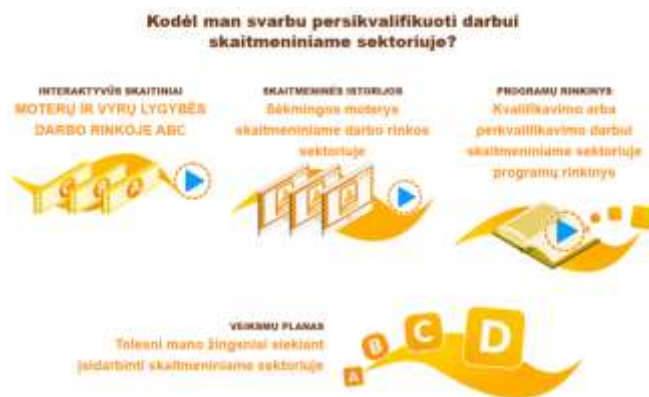 Kodėl man svarbu persikvalifikuoti darbui
skaitmeniniame sektoriuje?
INTERAKTYVŪS SKAITINIAI
MOTERŲ IR VYRŲ LYGYBĖS
DARBO RINKOJE ABC
SKAITMENINĖS ISTORIJOS
Sėkmingos moterys
skaitmeniniame darbo rinkos
sektoriuje
PROGRAMŲ RINKINYS
Kvalifikavimo arba
perkvalifikavimo darbui
skaitmeniniame sektoriuje
programų rinkinys
VEIKSMŲ PLANAS
Tolesni mano žingsniai siekiant
įsidarbinti skaitmeniniame sektoriuje
A
B
C
D